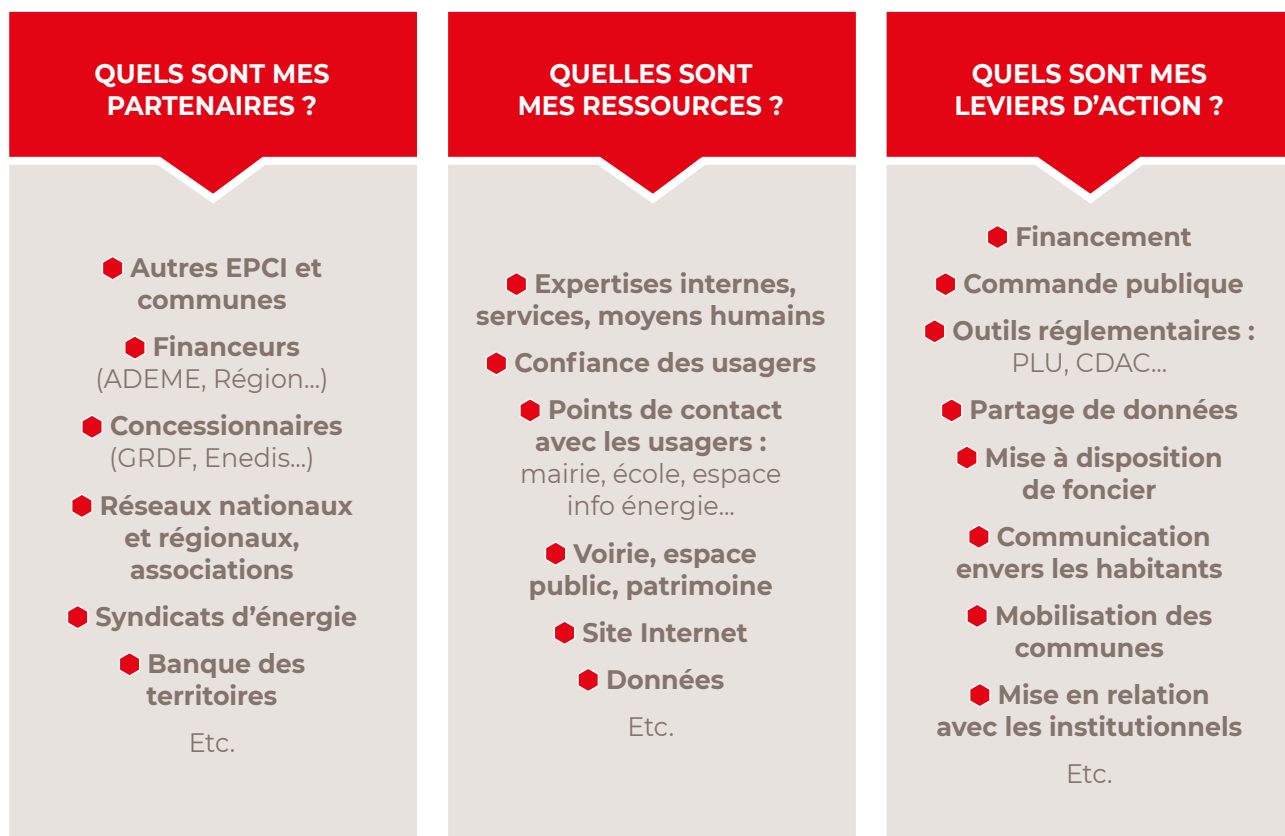 QUELS SONT MES
PARTENAIRES ?
Autres EPCI et
communes
Financeurs
(ADEME, Région...)
Concessionnaires
(GRDF, Enedis...)
Réseaux nationaux
et régionaux,
associations
Syndicats d'énergie
Banque des
territoires
Etc.
QUELLES SONT
MES RESSOURCES ?
Expertises internes,
services, moyens humains
Confiance des usagers
Points de contact
avec les usagers :
mairie, école, espace
info énergie...
Voirie, espace
public, patrimoine
Site Internet
Données
Etc.
QUELS SONT MES
LEVIERS D'ACTION ?
Financement
Commande publique
Outils réglementaires :
PLU, CDAC...
Partage de données
Mise à disposition
de foncier
Communication
envers les habitants
Mobilisation des
communes
Mise en relation
avec les institutionnels
Etc.